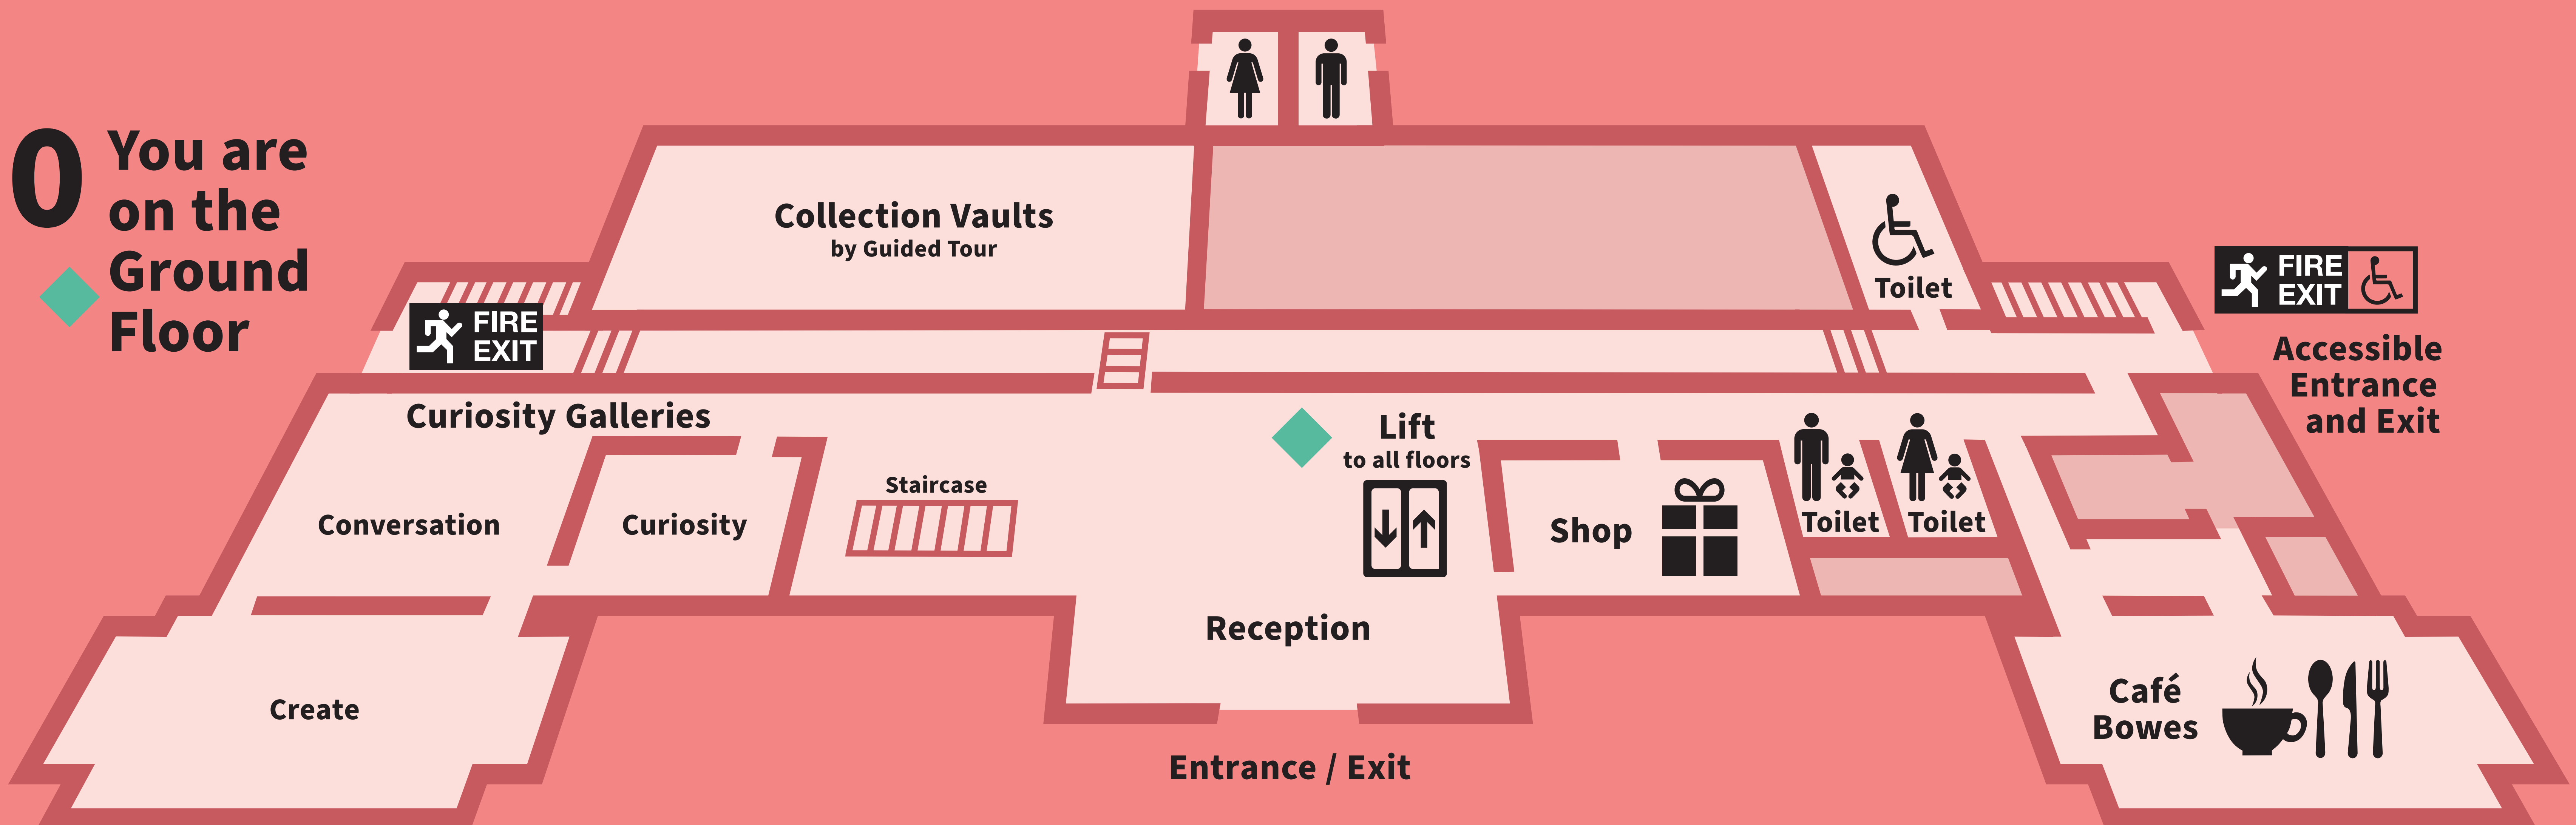 0
You are
on the
Ground
Floor
Collection Vaults
by Guided Tour
Toilet
FIRE
EXIT
FIRE
EXIT
Accessible
Entrance
and Exit
Curiosity Galleries
Lift
to all floors
Staircase
Conversation
Curiosity
Shop
Toilet
Toilet
Reception
Create
Café
Bowes
Entrance / Exit